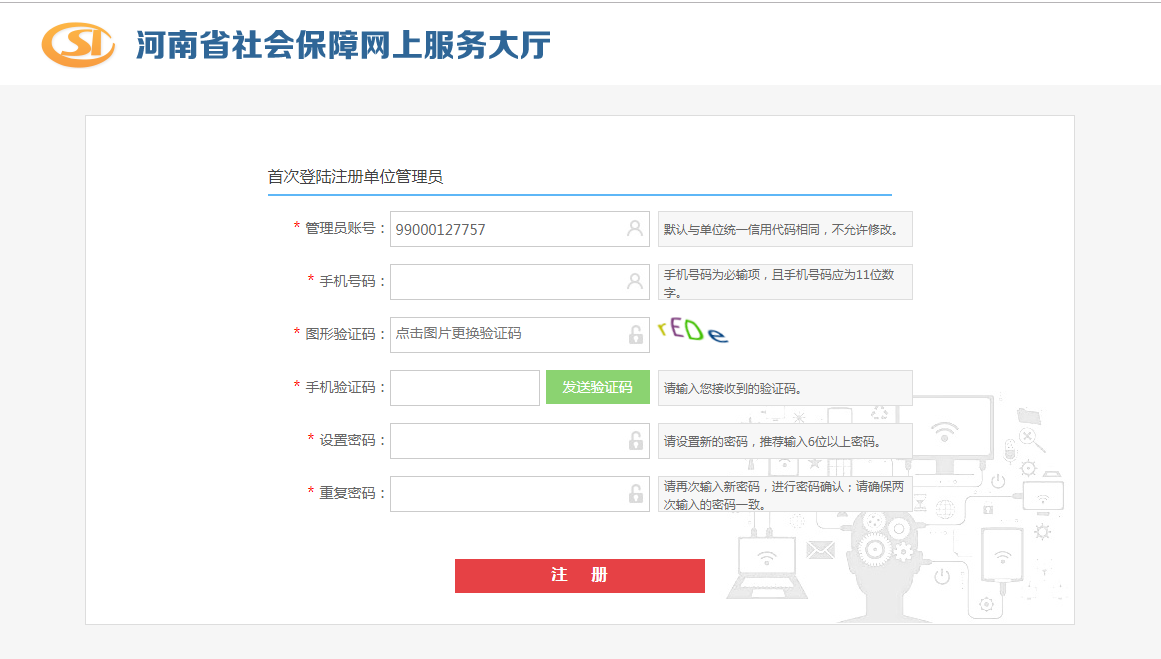 河南省社会保障网上服务大厅
首次登陆注册单位管理员
* 管理员账号： 99000127757 默认与单位统一信用代码相同，不允许修改。
* 手机号码： 手机号码为必输项，且手机号码应为11位数
字。
* 图形验证码： 点击图片更换验证码 rEDe
* 手机验证码： 发送验证码 请输入您接收到的验证码。
* 设置密码： 请设置新的密码，推荐输入6位以上密码。
* 重复密码： 请再次输入新密码，进行密码确认；请确保两
次输入的密码一致。
注 册